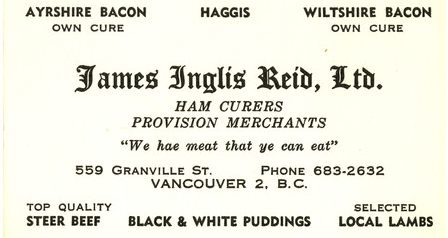 AYRSHIRE BACON HAGGIS WILTSHIRE BACON
OWN CURE OWN CURE
James Inglis Reid, Ltd.
HAM CURERS
PROVISION MERCHANTS
"We hae meat that ye can eat"
559 GRANVILLE ST. PHONE 683-2632
VANCOUVER 2, B.C.
TOP QUALITY SELECTED
STEER BEEF BLACK & WHITE PUDDINGS LOCAL LAMBS